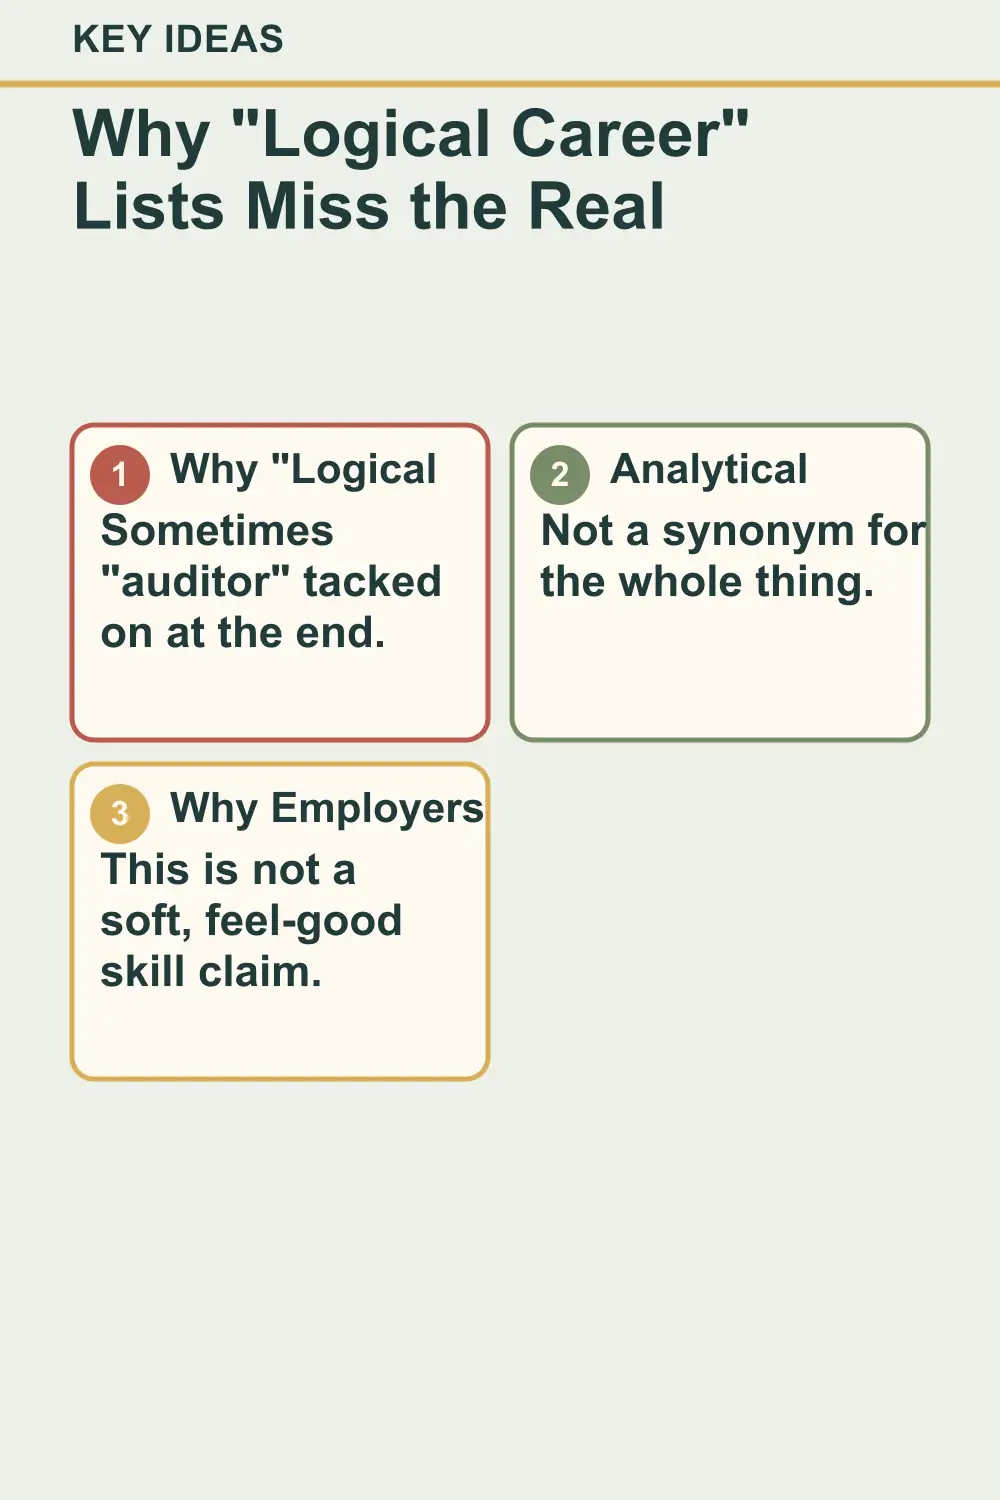 KEY IDEAS
Why "Logical Career"
Lists Miss the Real
1 Why "Logical
Sometimes
"auditor" tacked
on at the end.
2 Analytical
Not a synonym for
the whole thing.
3 Why Employers
This is not a
soft, feel-good
skill claim.